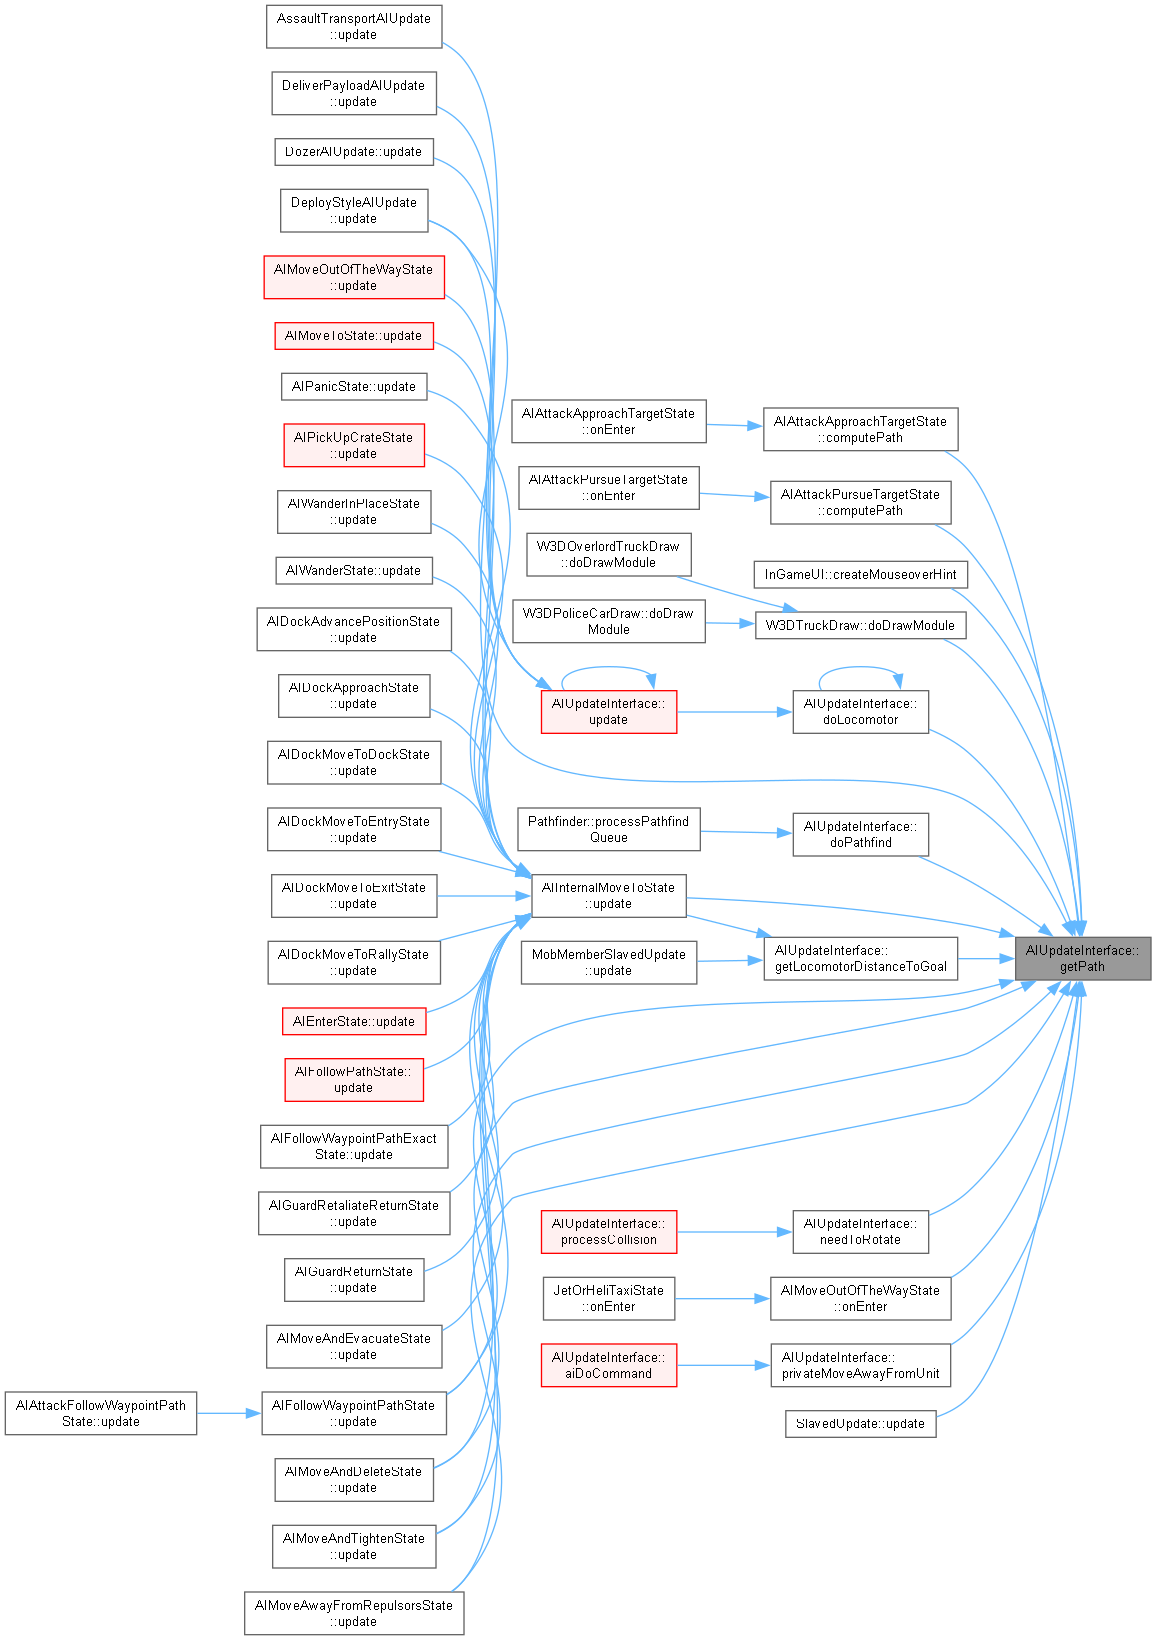 AssaultTransportAIUpdate
::update
DeliverPayloadAIUpdate
::update
DozerAIUpdate::update
DeployStyleAIUpdate
::update
AIMoveOutOfTheWayState
::update
AIMoveToState::update
AIPanicState::update
AIPickUpCrateState
::update
AIWanderInPlaceState
::update
AIWanderState::update
AIDockAdvancePositionState
::update
AIDockApproachState
::update
AIDockMoveToDockState
::update
AIDockMoveToEntryState
::update
AIDockMoveToExitState
::update
AIDockMoveToRallyState
::update
AIEnterState::update
AIFollowPathState::
update
AIFollowWaypointPathExact
State::update
AIGuardRetaliateReturnState
::update
AIGuardReturnState
::update
AIMoveAndEvacuateState
::update
AIAttackFollowWaypointPath
State::update
AIFollowWaypointPathState
::update
AIMoveAndDeleteState
::update
AIMoveAndTightenState
::update
AIMoveAwayFromRepulsorsState
::update
AIAttackApproachTargetState
::onEnter
AIAttackPursueTargetState
::onEnter
W3DOverlordTruckDraw
::doDrawModule
W3DPoliceCarDraw::doDraw
Module
AIUpdateInterface::
update
Pathfinder::processPathfind
Queue
AIInternalMoveToState
::update
MobMemberSlavedUpdate
::update
AIUpdateInterface::
processCollision
JetOrHeliTaxiState
::onEnter
AIUpdateInterface::
aiDoCommand
AIAttackApproachTargetState
::computePath
AIAttackPursueTargetState
::computePath
InGameUI::createMouseoverHint
W3DTruckDraw::doDrawModule
AIUpdateInterface::
doLocomotor
AIUpdateInterface::
doPathfind
AIUpdateInterface::
getLocomotorDistanceToGoal
AIUpdateInterface::
needToRotate
AIMoveOutOfTheWayState
::onEnter
AIUpdateInterface::
privateMoveAwayFromUnit
SlavedUpdate::update
AIUpdateInterface::
getPath